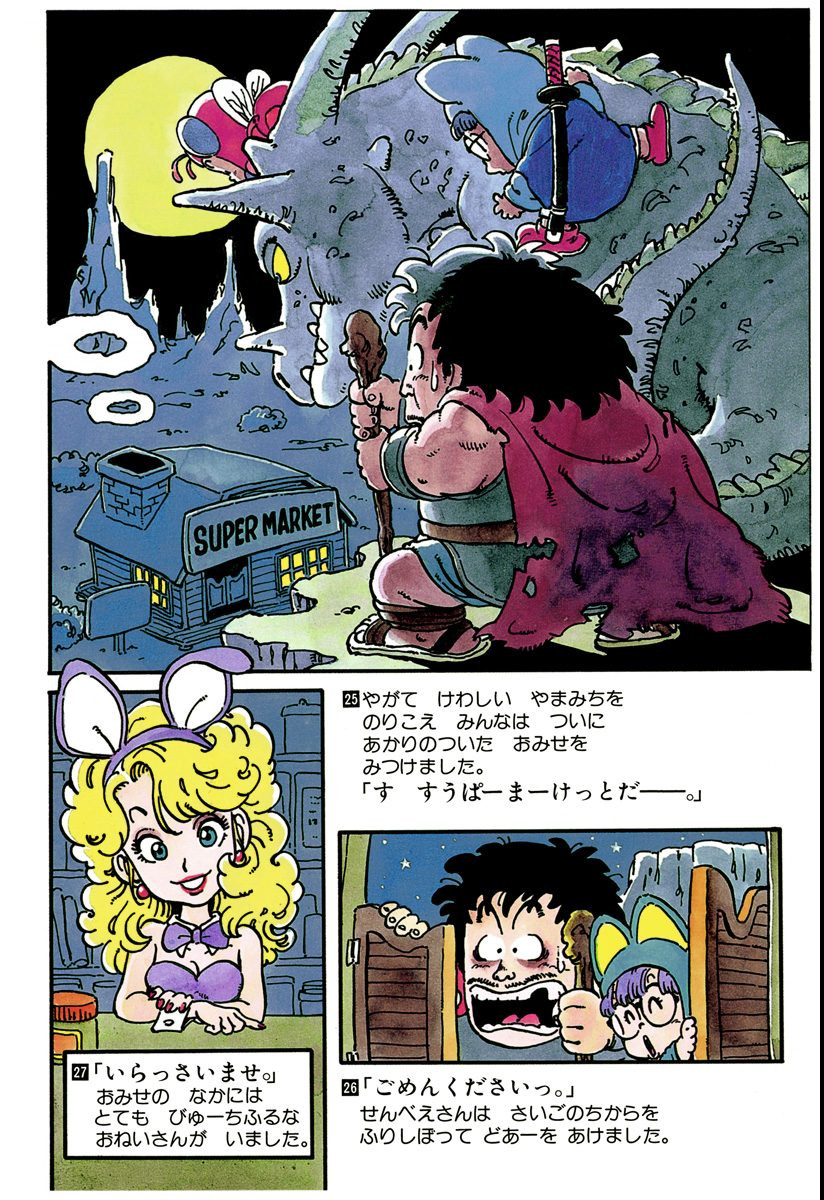 SUPER MARKET
25 やがて けわしい やまみちを
のりこえ みんなは ついに
あかりのついた おみせを
みつけました。
「す すうぱーまーけっとだ――。」
26 「ごめんくださいっ。」
せんべえさんは さいごのちからを
ふりしぼって どあーを あけました。
27 「いらっさいませ。」
おみせの なかには
とても びゅーちふるな
おねいさんが いました。